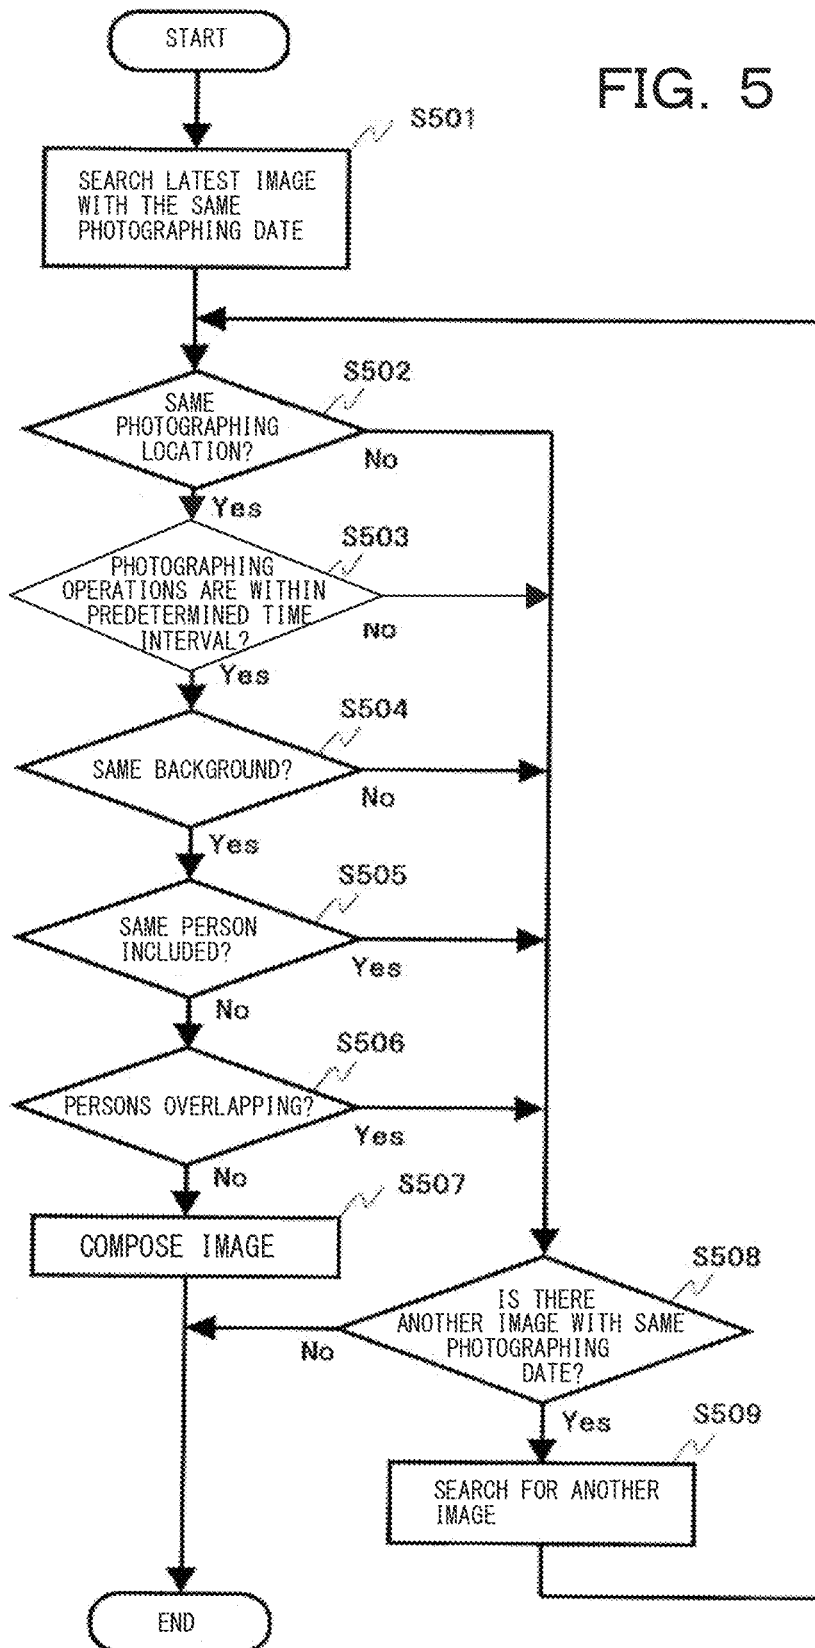 START
FIG. 5
S501
SEARCH LATEST IMAGE
WITH THE SAME
PHOTOGRAPHING DATE
S502
SAME
PHOTOGRAPHING
LOCATION?
No
Yes
S503
PHOTOGRAPHING
OPERATIONS ARE WITHIN
PREDETERMINED TIME
INTERVAL?
No
Yes
S504
SAME BACKGROUND?
No
Yes
S505
SAME PERSON
INCLUDED?
Yes
No
S506
PERSONS OVERLAPPING?
Yes
No
S507
COMPOSE IMAGE
S508
IS THERE
ANOTHER IMAGE WITH SAME
PHOTOGRAPHING
DATE?
No
Yes
S509
SEARCH FOR ANOTHER
IMAGE
END